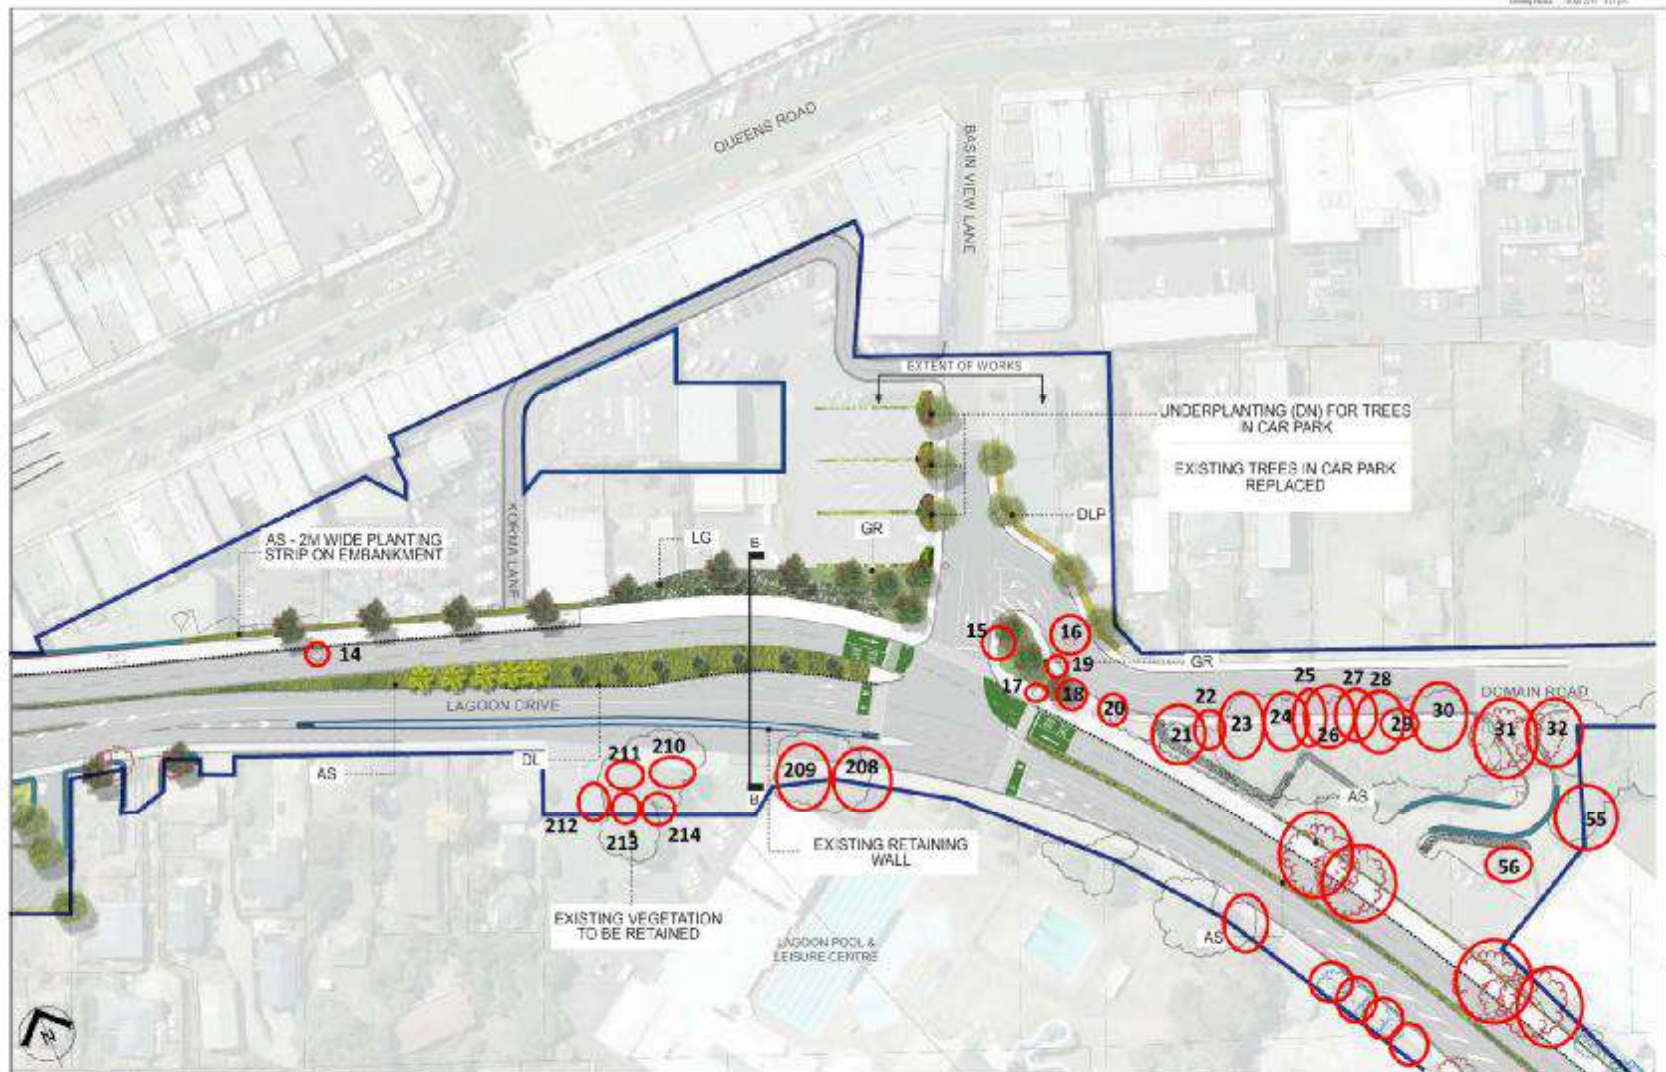 QUEENS ROAD
BASIN VIEW LANE
EXTENT OF WORKS
UNDERPLANTING (DN) FOR TREES
IN CAR PARK
EXISTING TREES IN CAR PARK
REPLACED
DLP
AS - 2M WIDE PLANTING
STRIP ON EMBANKMENT
LG
B
GR
KORMA LANE
14
15
16
GR
19
17
18
20
25
27
28
22
DOMAIN ROAD
21
23
24
26
29
30
31
32
LAGOON DRIVE
AS
DL
211
210
209
208
212
213
214
B
EXISTING RETAINING
WALL
AS
55
56
EXISTING VEGETATION
TO BE RETAINED
LAGOON POOL &
LEISURE CENTRE
AS
N